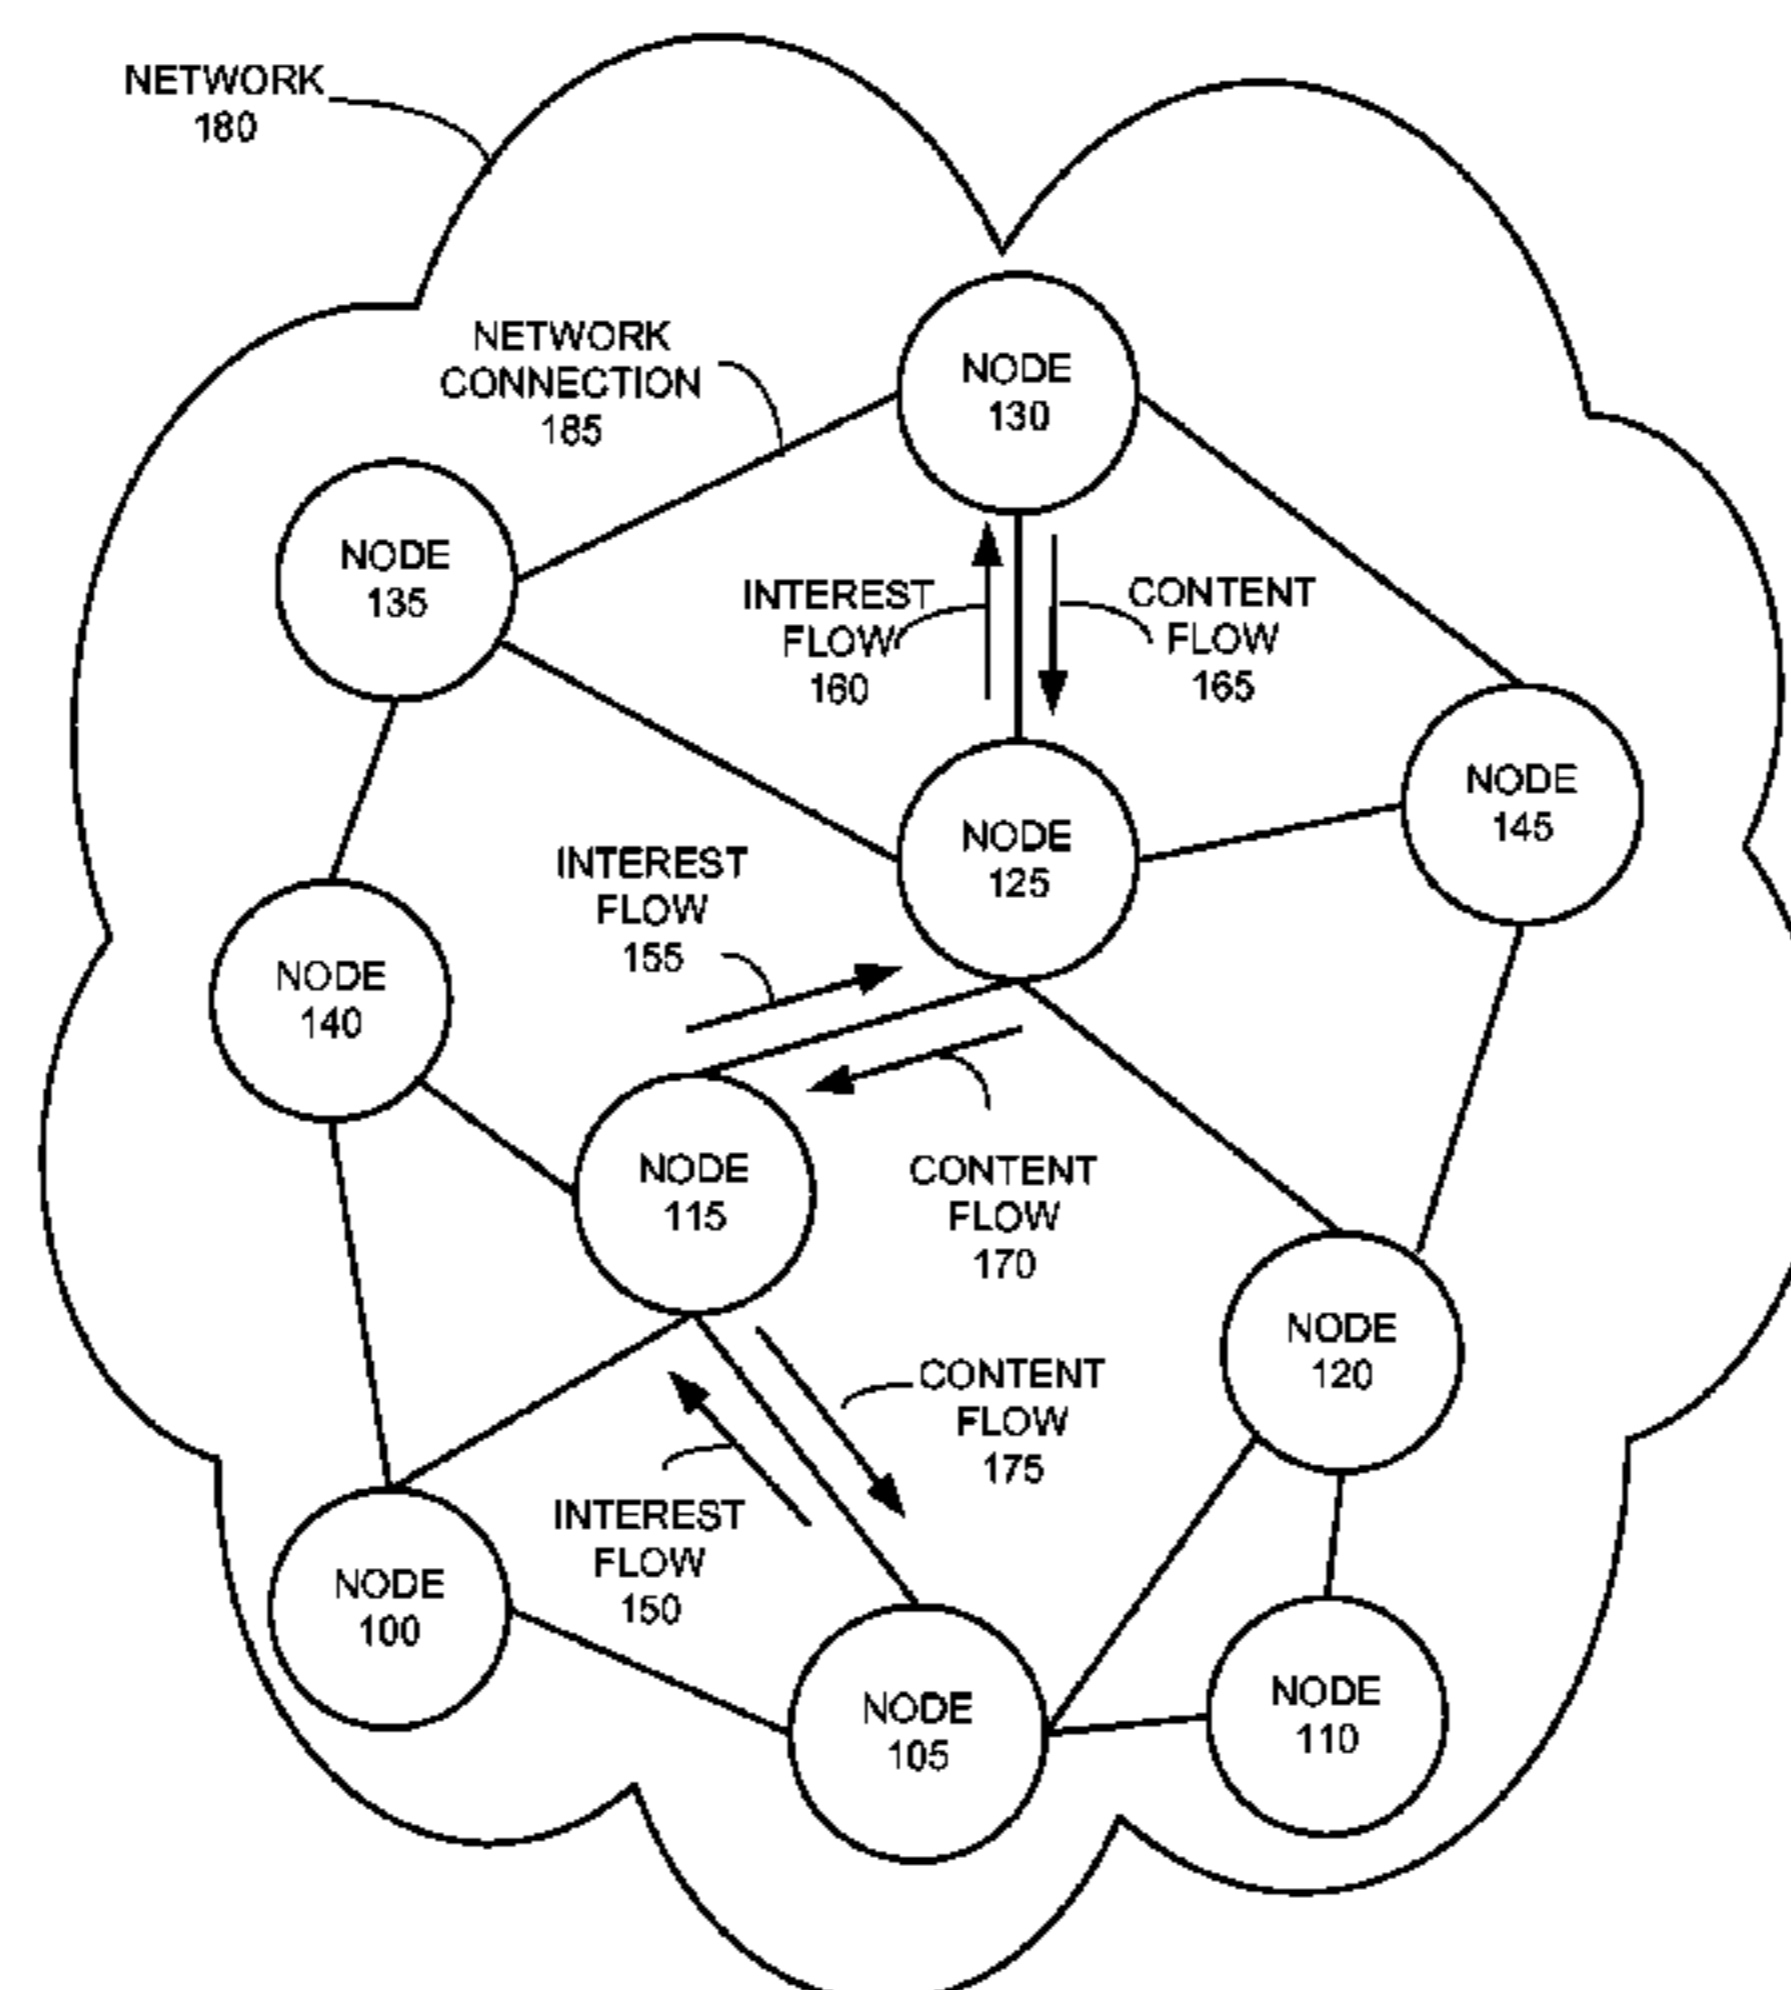 NETWORK
180
NETWORK
CONNECTION
185
NODE
130
NODE
135
INTEREST
FLOW
160
CONTENT
FLOW
165
NODE
145
NODE
125
INTEREST
FLOW
155
NODE
140
NODE
115
CONTENT
FLOW
170
NODE
120
CONTENT
FLOW
175
INTEREST
FLOW
150
NODE
100
NODE
105
NODE
110